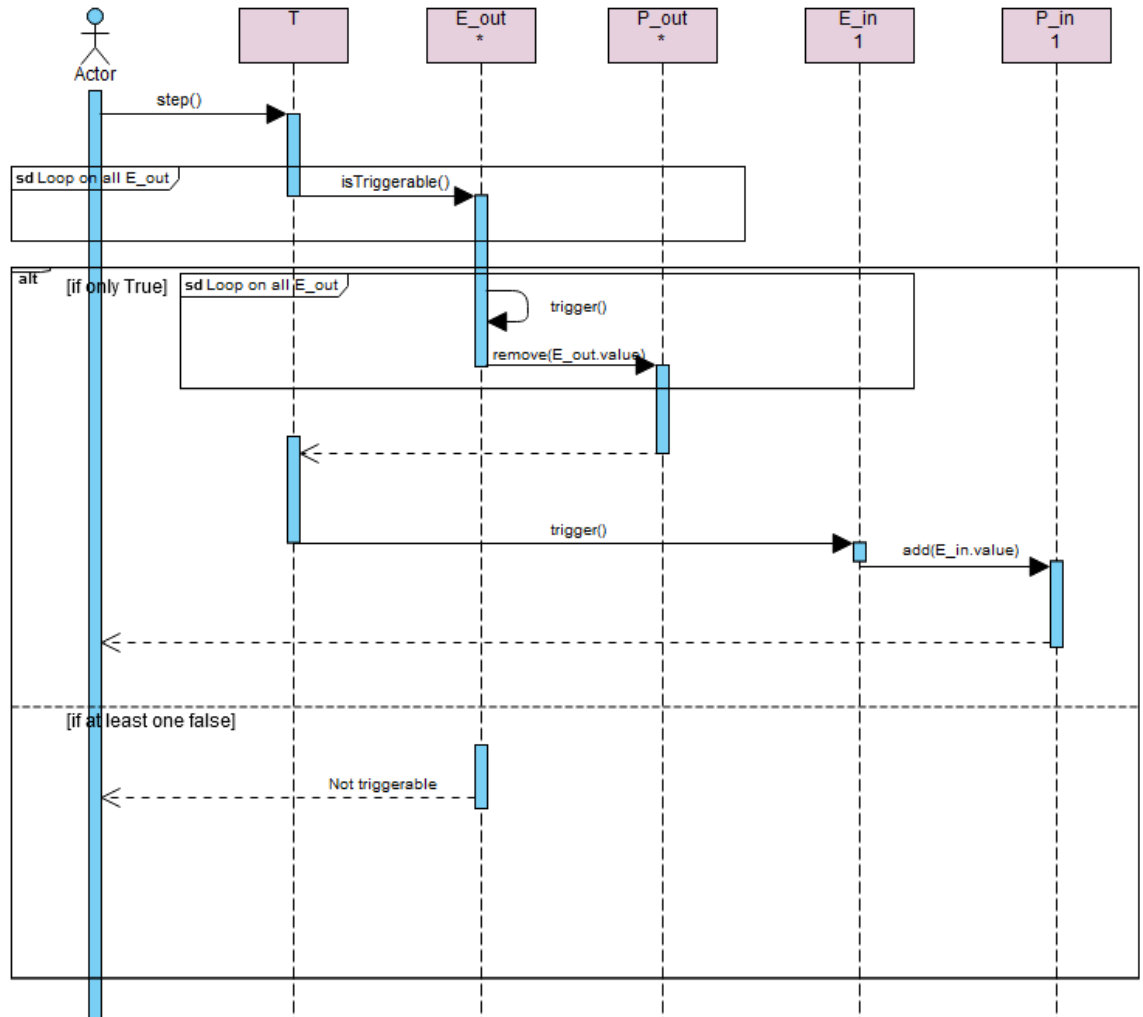 T
E_out
*
P_out
*
E_in
1
P_in
1
Actor
step()
sd Loop on all E_out
isTriggerable()
alt
[if only True]
sd Loop on all E_out
trigger()
remove(E_out.value)
trigger()
add(E_in.value)
[if at least one false]
Not triggerable